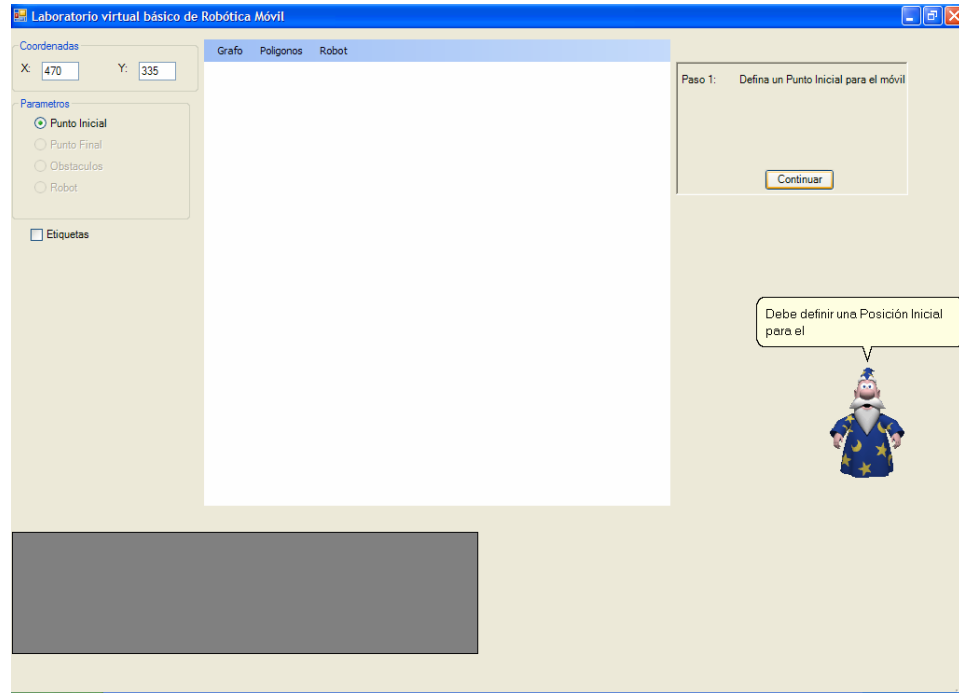 Laboratorio virtual básico de Robótica Móvil
Coordenadas
X: 470 Y: 335
Parametros
Punto Inicial
Punto Final
Obstaculos
Robot
Etiquetas
Grafo Poligonos Robot
Paso 1: Defina un Punto Inicial para el móvil
Continuar
Debe definir una Posición Inicial
para el